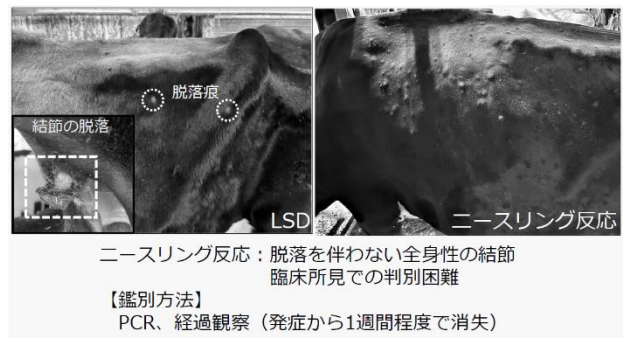 脱落痕
結節の脱落
LSD
ニースリング反応
ニースリング反応：脱落を伴わない全身性の結節
臨床所見での判別困難
【鑑別方法】
PCR、経過観察（発症から1週間程度で消失）